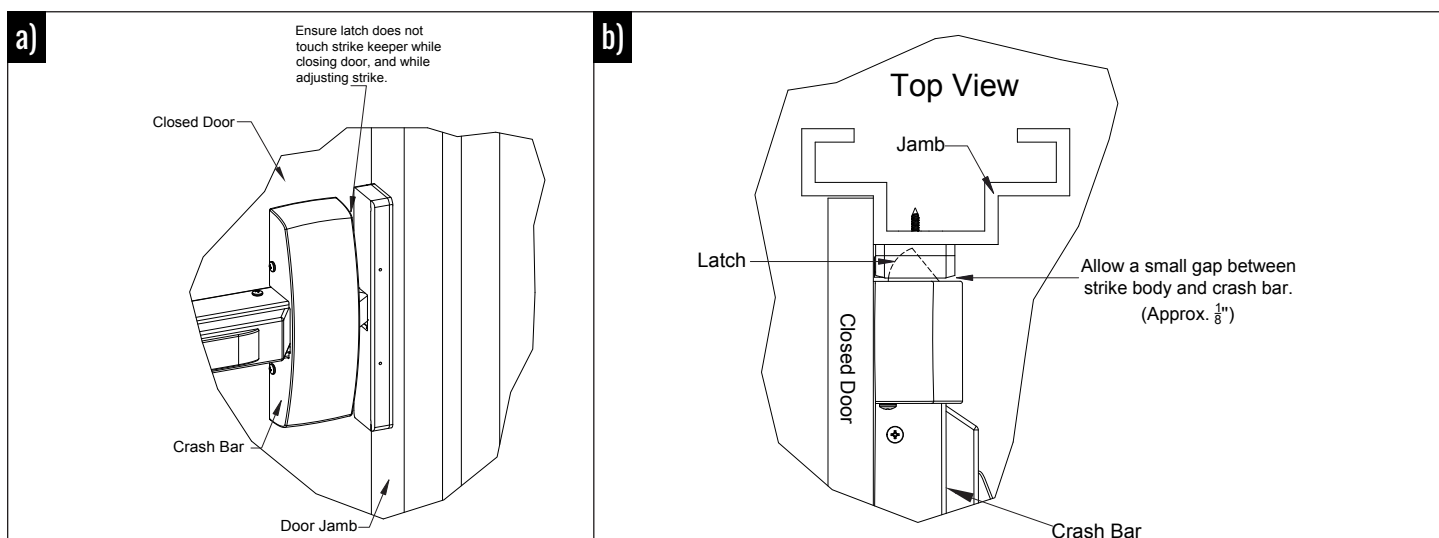 a)
Ensure latch does not
touch strike keeper while
closing door, and while
adjusting strike.
Closed Door
Crash Bar
Door Jamb
b)
Top View
Jamb
Latch
Allow a small gap between
strike body and crash bar.
(Approx. 1/8")
Closed Door
Crash Bar